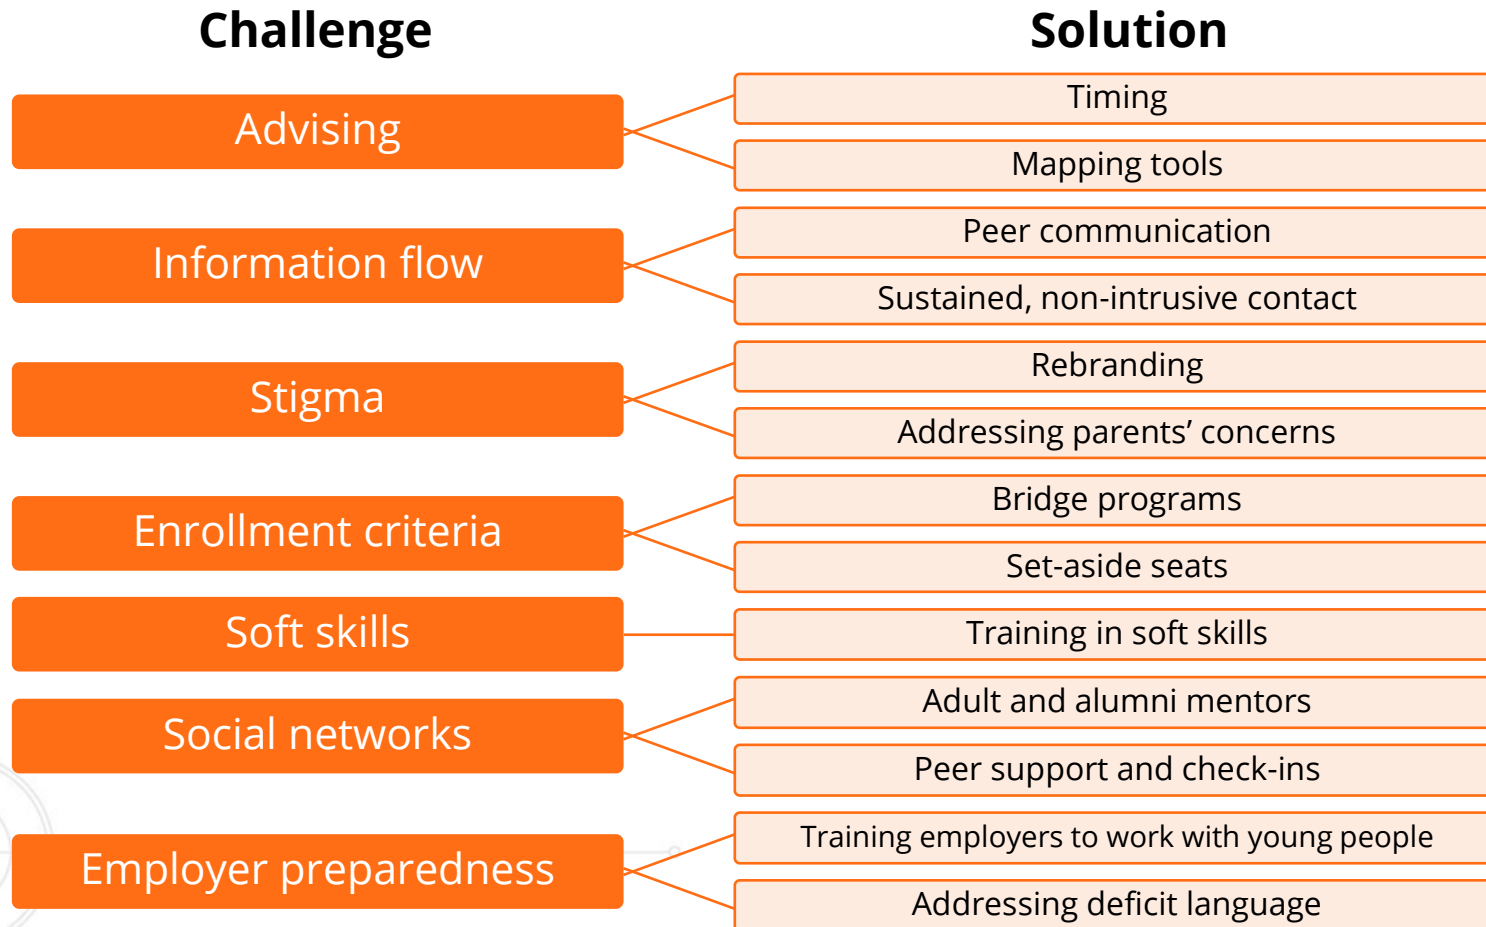 Challenge
Solution
Advising
Timing
Mapping tools
Information flow
Peer communication
Sustained, non-intrusive contact
Stigma
Rebranding
Addressing parents’ concerns
Enrollment criteria
Bridge programs
Set-aside seats
Soft skills
Training in soft skills
Social networks
Adult and alumni mentors
Peer support and check-ins
Employer preparedness
Training employers to work with young people
Addressing deficit language